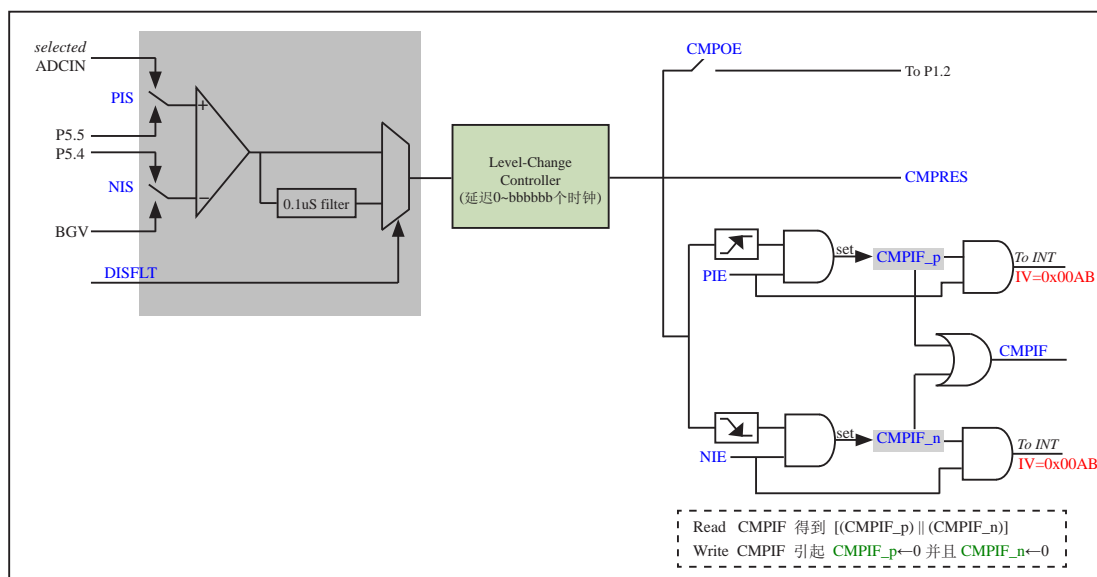 selected
ADCIN
PIS
P5.5
P5.4
NIS
BGV
DISFLT
+
−
0.1uS filter
Level-Change
Controller
(延迟0~bbbbbb个时钟)
CMPOE
To P1.2
CMPRES
PIE
set
CMPIF_p
To INT
IV=0x00AB
CMPIF
NIE
set
CMPIF_n
To INT
IV=0x00AB
Read CMPIF 得到 [(CMPIF_p) || (CMPIF_n)]
Write CMPIF 引起 CMPIF_p←0 并且 CMPIF_n←0